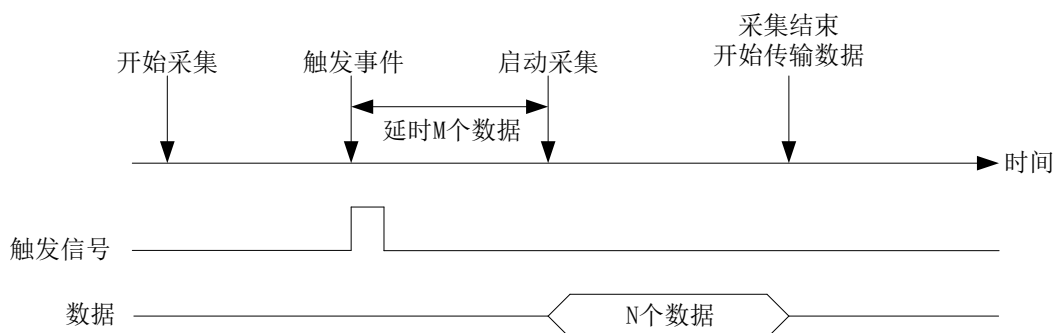 采集结束
开始传输数据
开始采集
触发事件
启动采集
延时M个数据
时间
触发信号
数据
N个数据